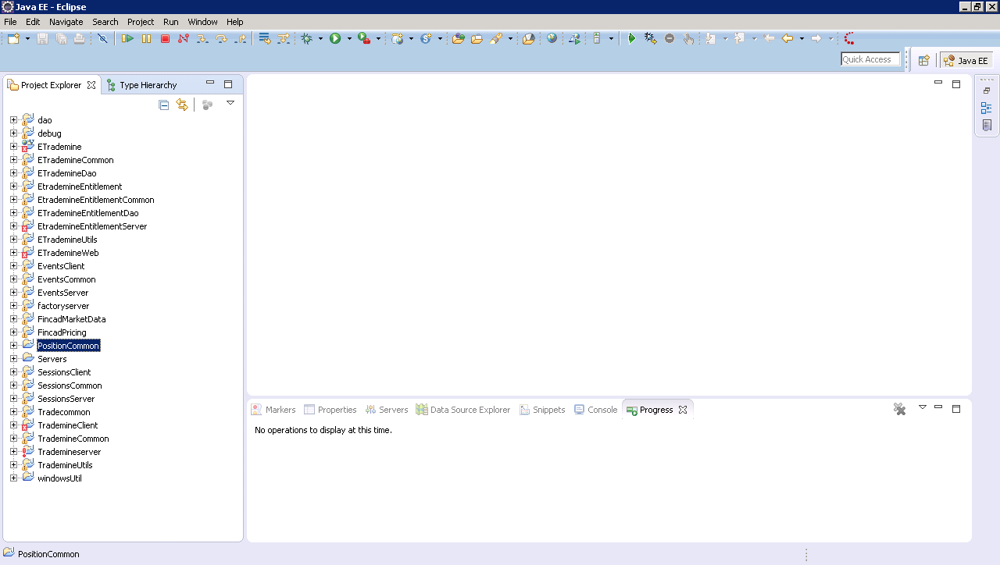 Java EE - Eclipse
File Edit Navigate Search Project Run Window Help
Quick Access
Java EE
Project Explorer
Type Hierarchy
dao
debug
ETrademine
ETrademineCommon
ETrademineDao
EtrademineEntitlement
EtrademineEntitlementCommon
ETrademineEntitlementDao
EtrademineEntitlementServer
ETrademineUtils
ETrademineWeb
EventsClient
EventsCommon
EventsServer
factoryserver
FincadMarketData
FincadPricing
PositionCommon
Servers
SessionsClient
SessionsCommon
SessionsServer
Tradecommon
TrademineClient
TrademineCommon
Trademineserver
TrademineUtils
windowsUtil
Markers Properties Servers Data Source Explorer Snippets Console Progress
No operations to display at this time.
PositionCommon